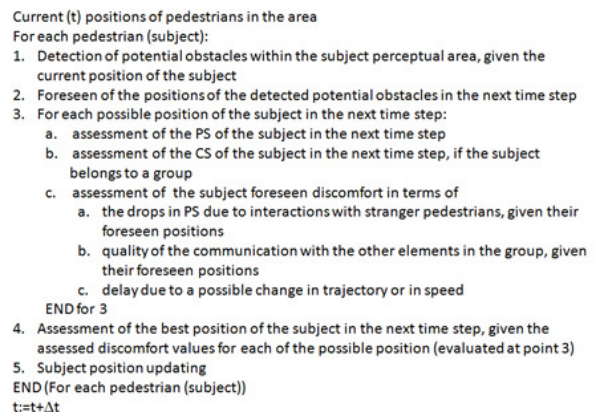 Current (t) positions of pedestrians in the area
For each pedestrian (subject):
1. Detection of potential obstacles within the subject perceptual area, given the
current position of the subject
2. Foreseen of the positions of the detected potential obstacles in the next time step
3. For each possible position of the subject in the next time step:
a. assessment of the PS of the subject in the next time step
b. assessment of the CS of the subject in the next time step, if the subject
belongs to a group
c. assessment of the subject foreseen discomfort in terms of
a. the drops in PS due to interactions with stranger pedestrians, given their
foreseen positions
b. quality of the communication with the other elements in the group, given
their foreseen positions
c. delay due to a possible change in trajectory or in speed
END for 3
4. Assessment of the best position of the subject in the next time step, given the
assessed discomfort values for each of the possible position (evaluated at point 3)
5. Subject position updating
END (For each pedestrian (subject))
t:=t+Δt